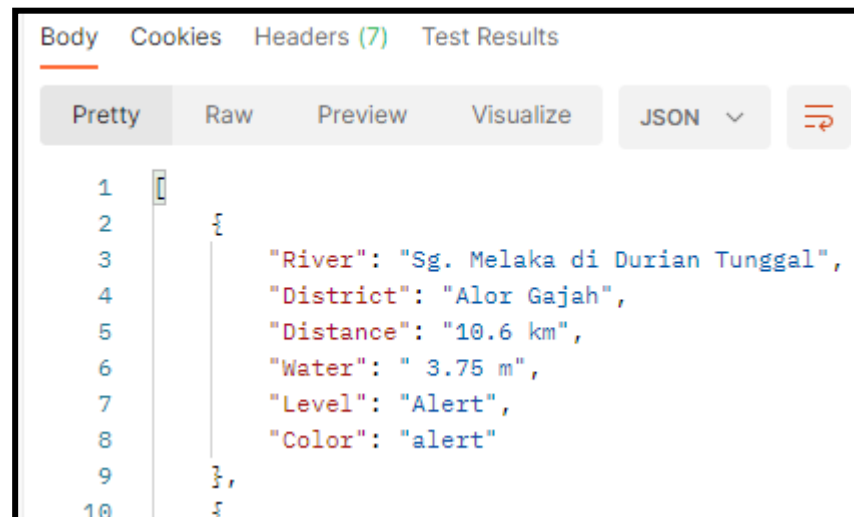 Body Cookies Headers (7) Test Results
Pretty Raw Preview Visualize JSON
1 [
2 {
3 "River": "Sg. Melaka di Durian Tunggal",
4 "District": "Alor Gajah",
5 "Distance": "10.6 km",
6 "Water": " 3.75 m",
7 "Level": "Alert",
8 "Color": "alert"
9 },
10 {